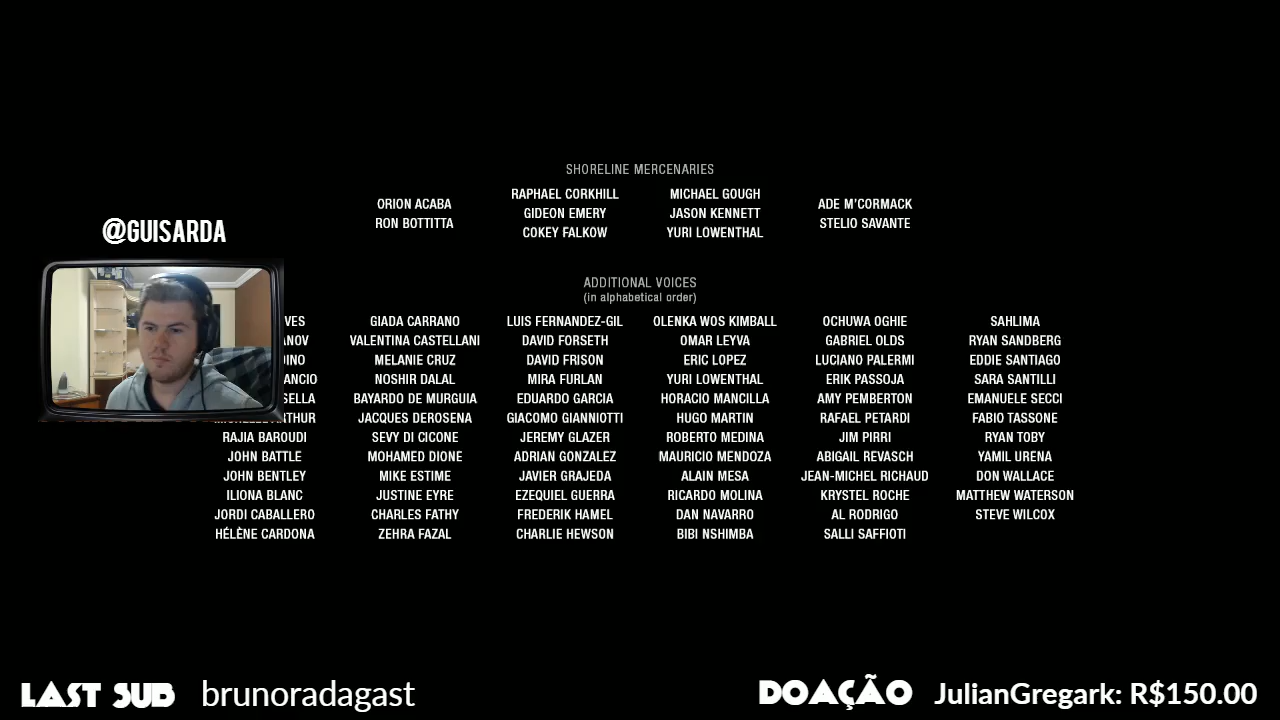 SHORELINE MERCENARIES
ORION ACABA
RON BOTTITTA
RAPHAEL CORKHILL
GIDEON EMERY
COKEY FALKOW
MICHAEL GOUGH
JASON KENNETT
YURI LOWENTHAL
ADE M'CORMACK
STELIO SAVANTE
@GUISARDA
ADDITIONAL VOICES
(in alphabetical order)
RAJIA BAROUDI
JOHN BATTLE
JOHN BENTLEY
ILIONA BLANC
JORDI CABALLERO
HÉLÈNE CARDONA
GIADA CARRANO
VALENTINA CASTELLANI
MELANIE CRUZ
NOSHIR DALAL
BAYARDO DE MURGUIA
JACQUES DEROSENA
SEVY DI CICONE
MOHAMED DIONE
MIKE ESTIME
JUSTINE EYRE
CHARLES FATHY
ZEHRA FAZAL
LUIS FERNANDEZ-GIL
DAVID FORSETH
DAVID FRISON
MIRA FURLAN
EDUARDO GARCIA
GIACOMO GIANNIOTTI
JEREMY GLAZER
ADRIAN GONZALEZ
JAVIER GRAJEDA
EZEQUIEL GUERRA
FREDERIK HAMEL
CHARLIE HEWSON
OLENKA WOS KIMBALL
OMAR LEYVA
ERIC LOPEZ
YURI LOWENTHAL
HORACIO MANCILLA
HUGO MARTIN
ROBERTO MEDINA
MAURICIO MENDOZA
ALAIN MESA
RICARDO MOLINA
DAN NAVARRO
BIBI NSHIMBA
OCHUWA OGHIE
GABRIEL OLDS
LUCIANO PALERMI
ERIK PASSOJA
AMY PEMBERTON
RAFAEL PETARDI
JIM PIRRI
ABIGAIL REVASCH
JEAN-MICHEL RICHAUD
KRYSTEL ROCHE
AL RODRIGO
SALLI SAFFIOTI
SAHLIMA
RYAN SANDBERG
EDDIE SANTIAGO
SARA SANTILLI
EMANUELE SECCI
FABIO TASSONE
RYAN TOBY
YAMIL URENA
DON WALLACE
MATTHEW WATERSON
STEVE WILCOX
LAST SUB brunoradagast
DOAÇÃO JulianGregark: R$150.00